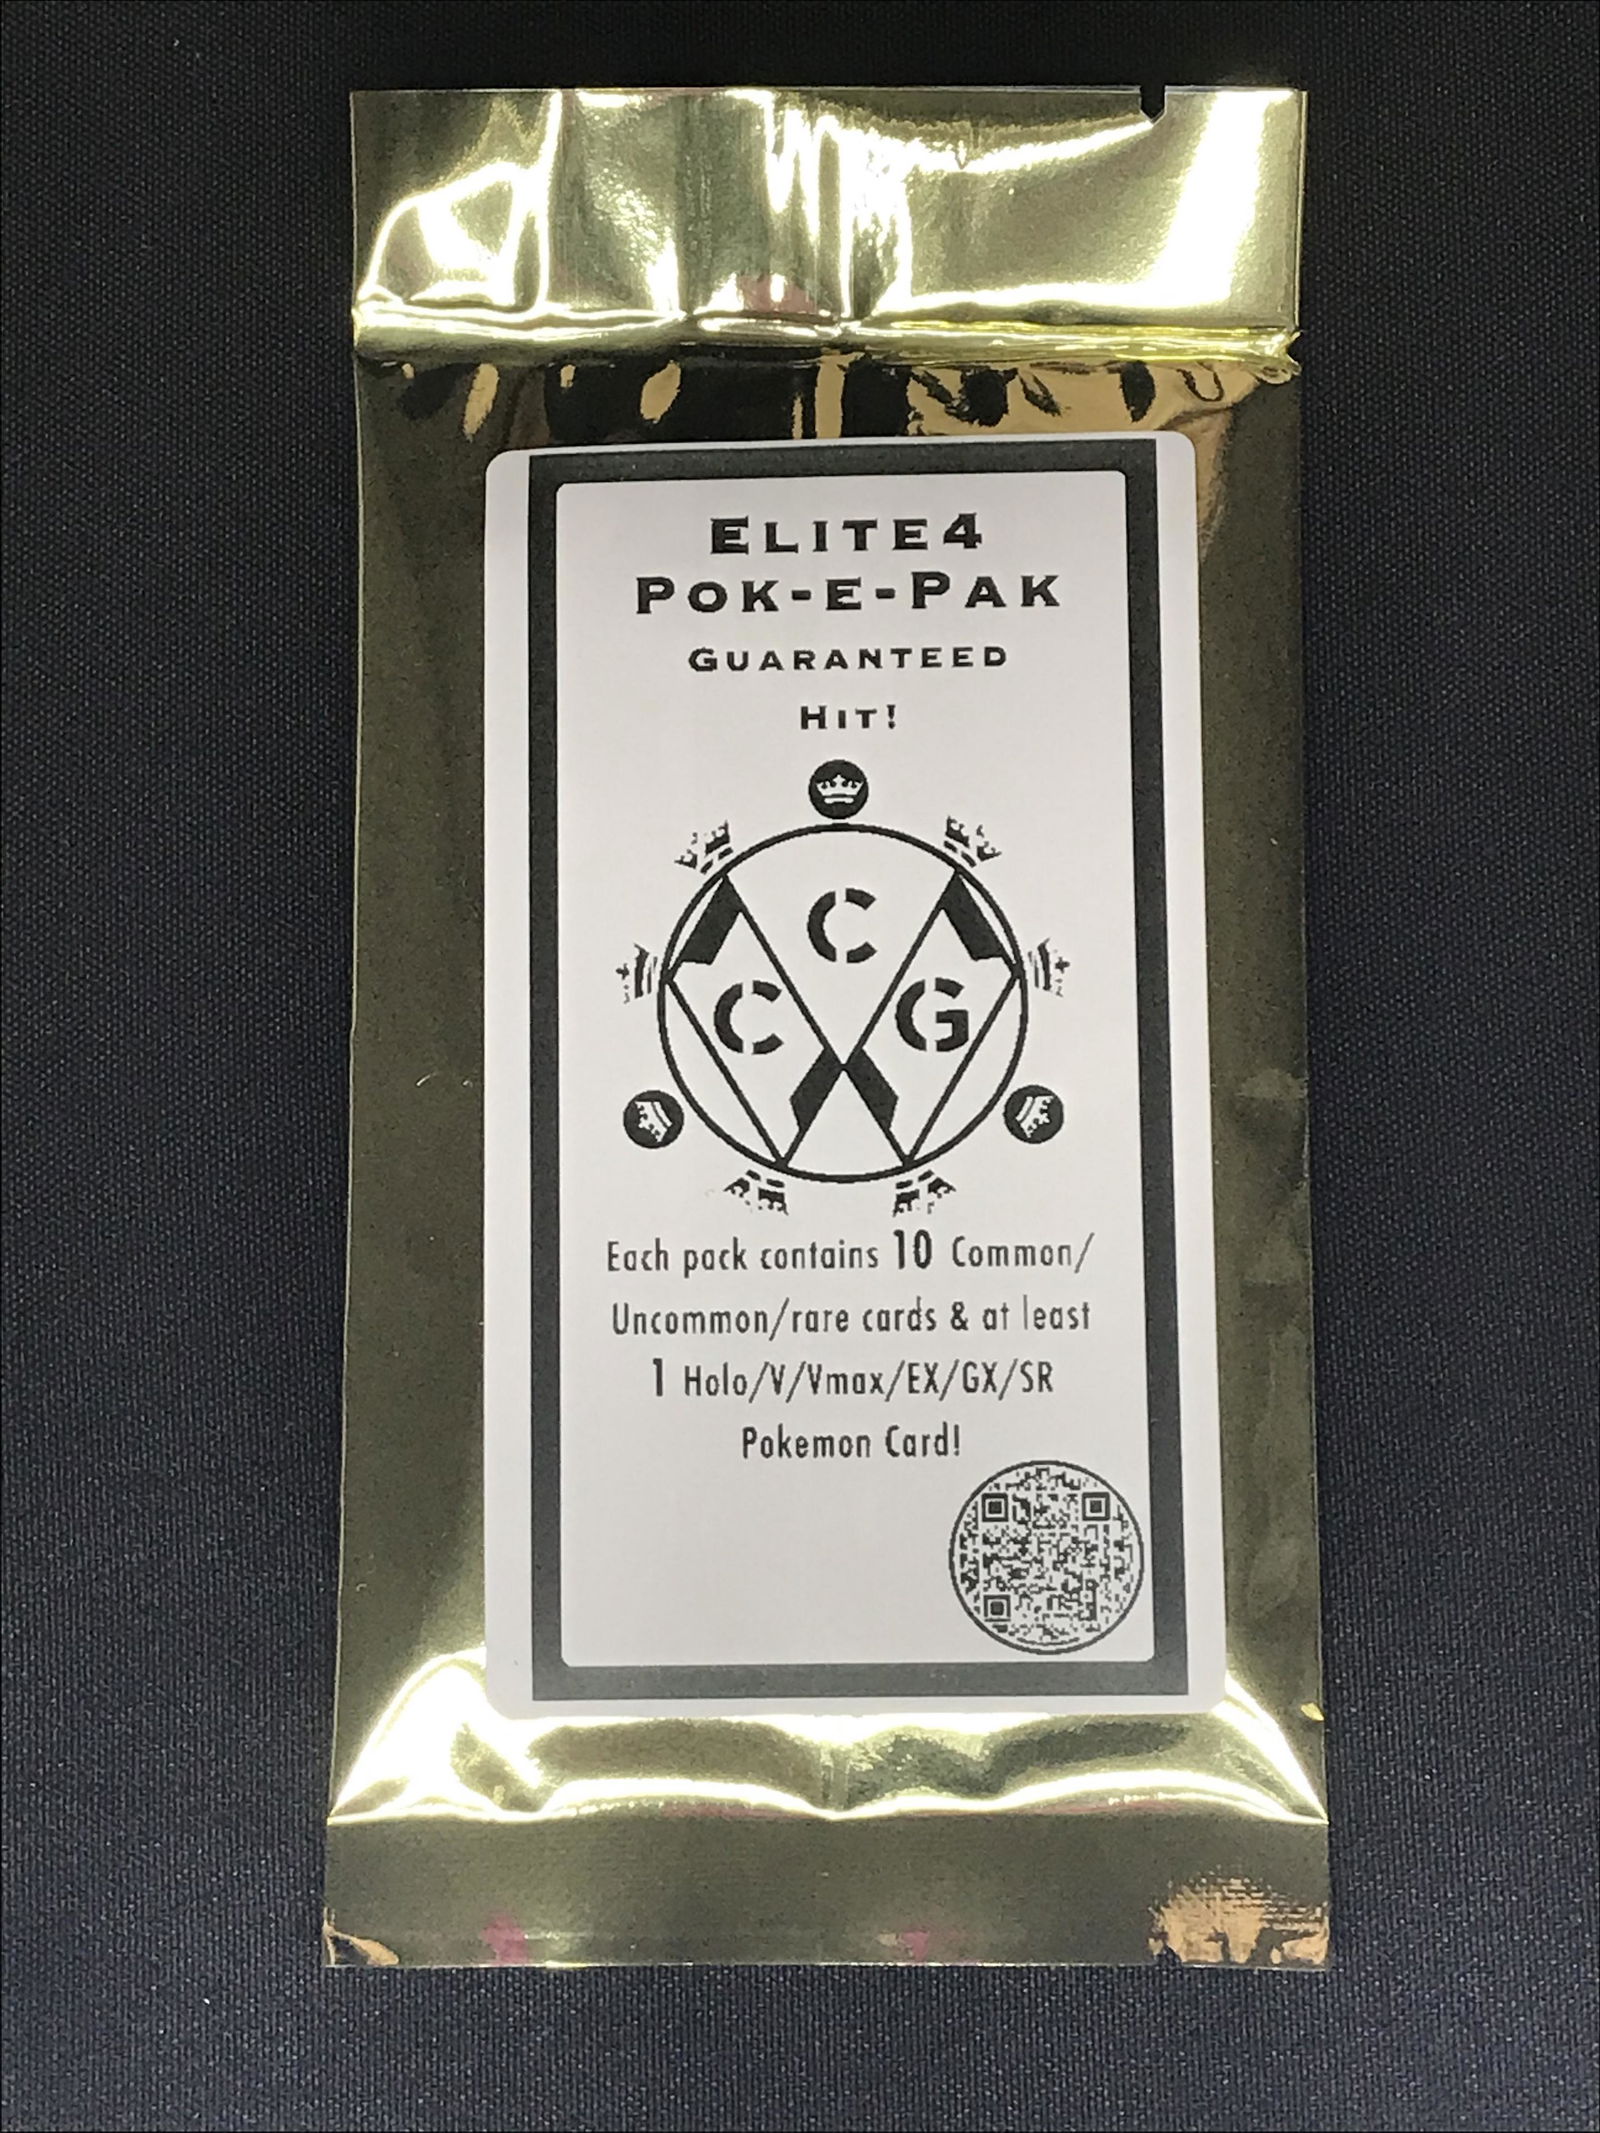 Elite4
Pok-e-Pak
Guaranteed
Hit!
C
C G
Each pack contains 10 Common/
Uncommon/rare cards & at least
1 Holo/V/Vmax/EX/GX/SR
Pokemon Card!